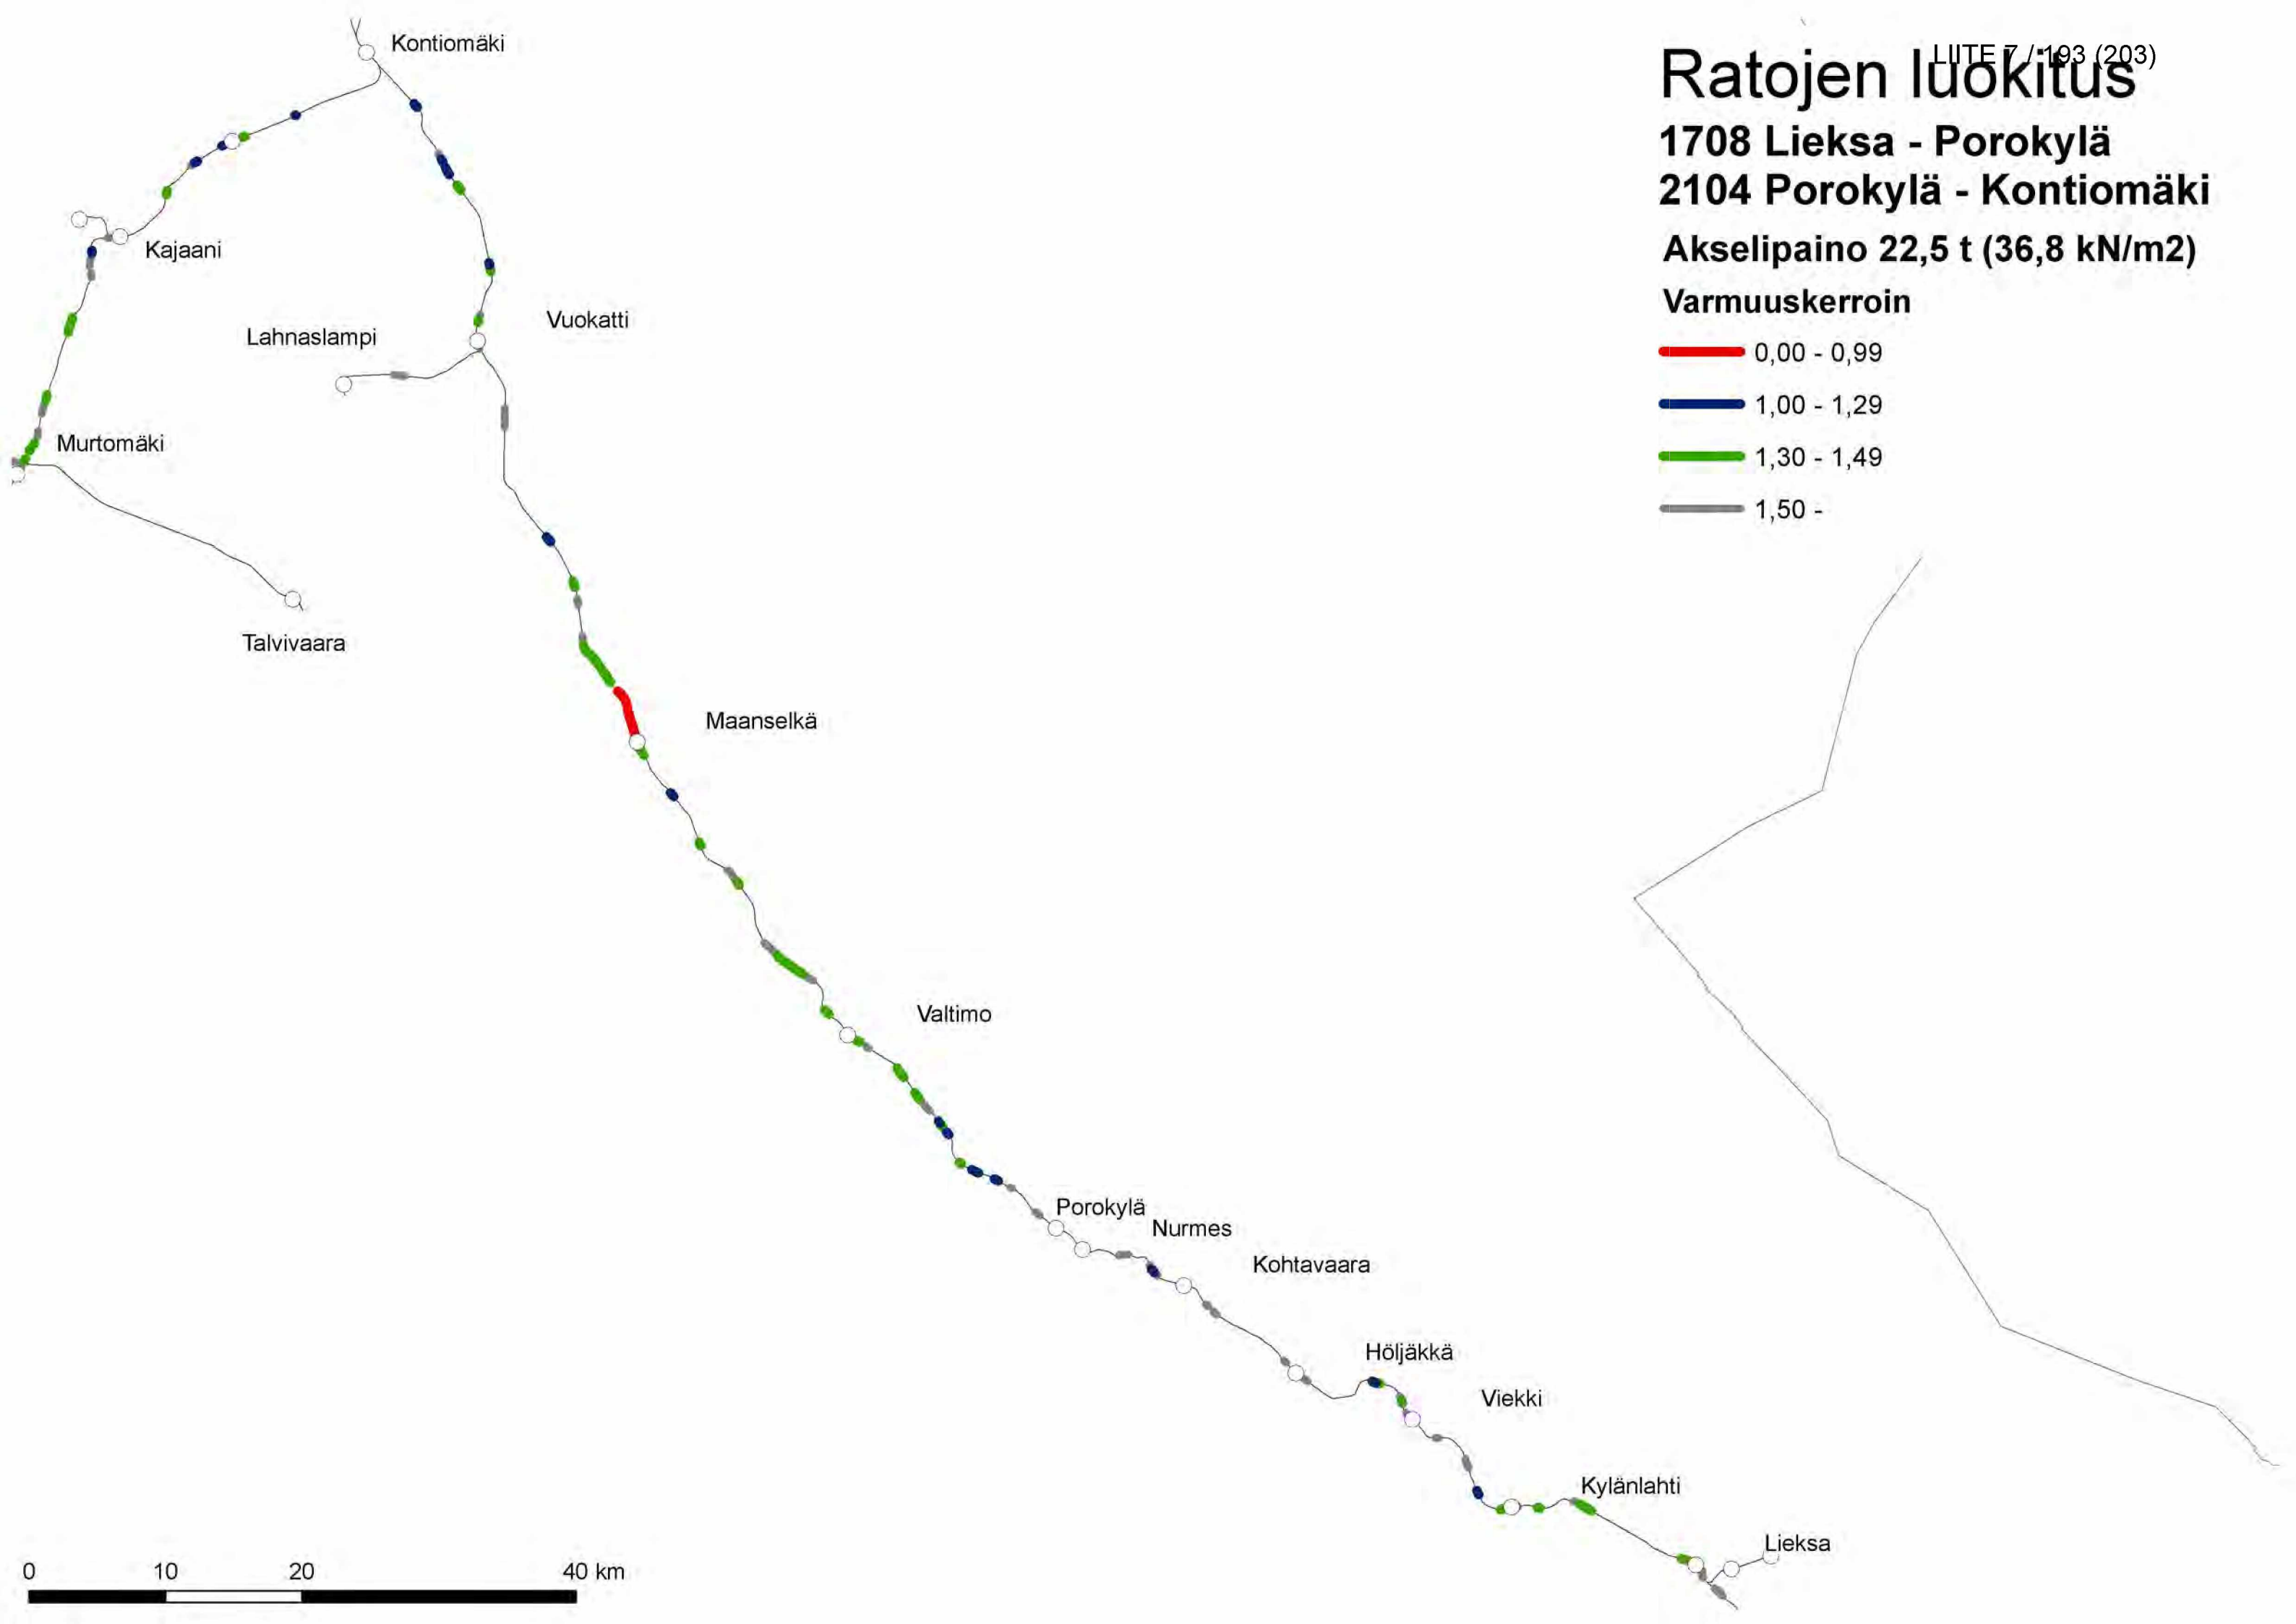 LIITE 7 / 193 (203)
Ratojen luokitus
1708 Lieksa - Porokylä
2104 Porokylä - Kontiomäki
Akselipaino 22,5 t (36,8 kN/m2)
Varmuuskerroin
0,00 - 0,99
1,00 - 1,29
1,30 - 1,49
1,50 -
Kontiomäki
Kajaani
Vuokatti
Lahnaslampi
Murtomäki
Talvivaara
Maanselkä
Valtimo
Porokylä
Nurmes
Kohtavaara
Höljäkkä
Viekki
Kylänlahti
Lieksa
0 10 20 40 km